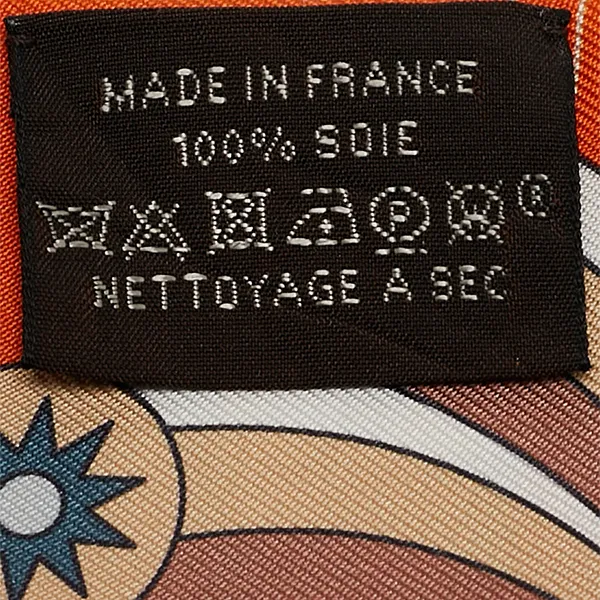 MADE IN FRANCE
100% SOIE
P W ®
NETTOYAGE A SEC